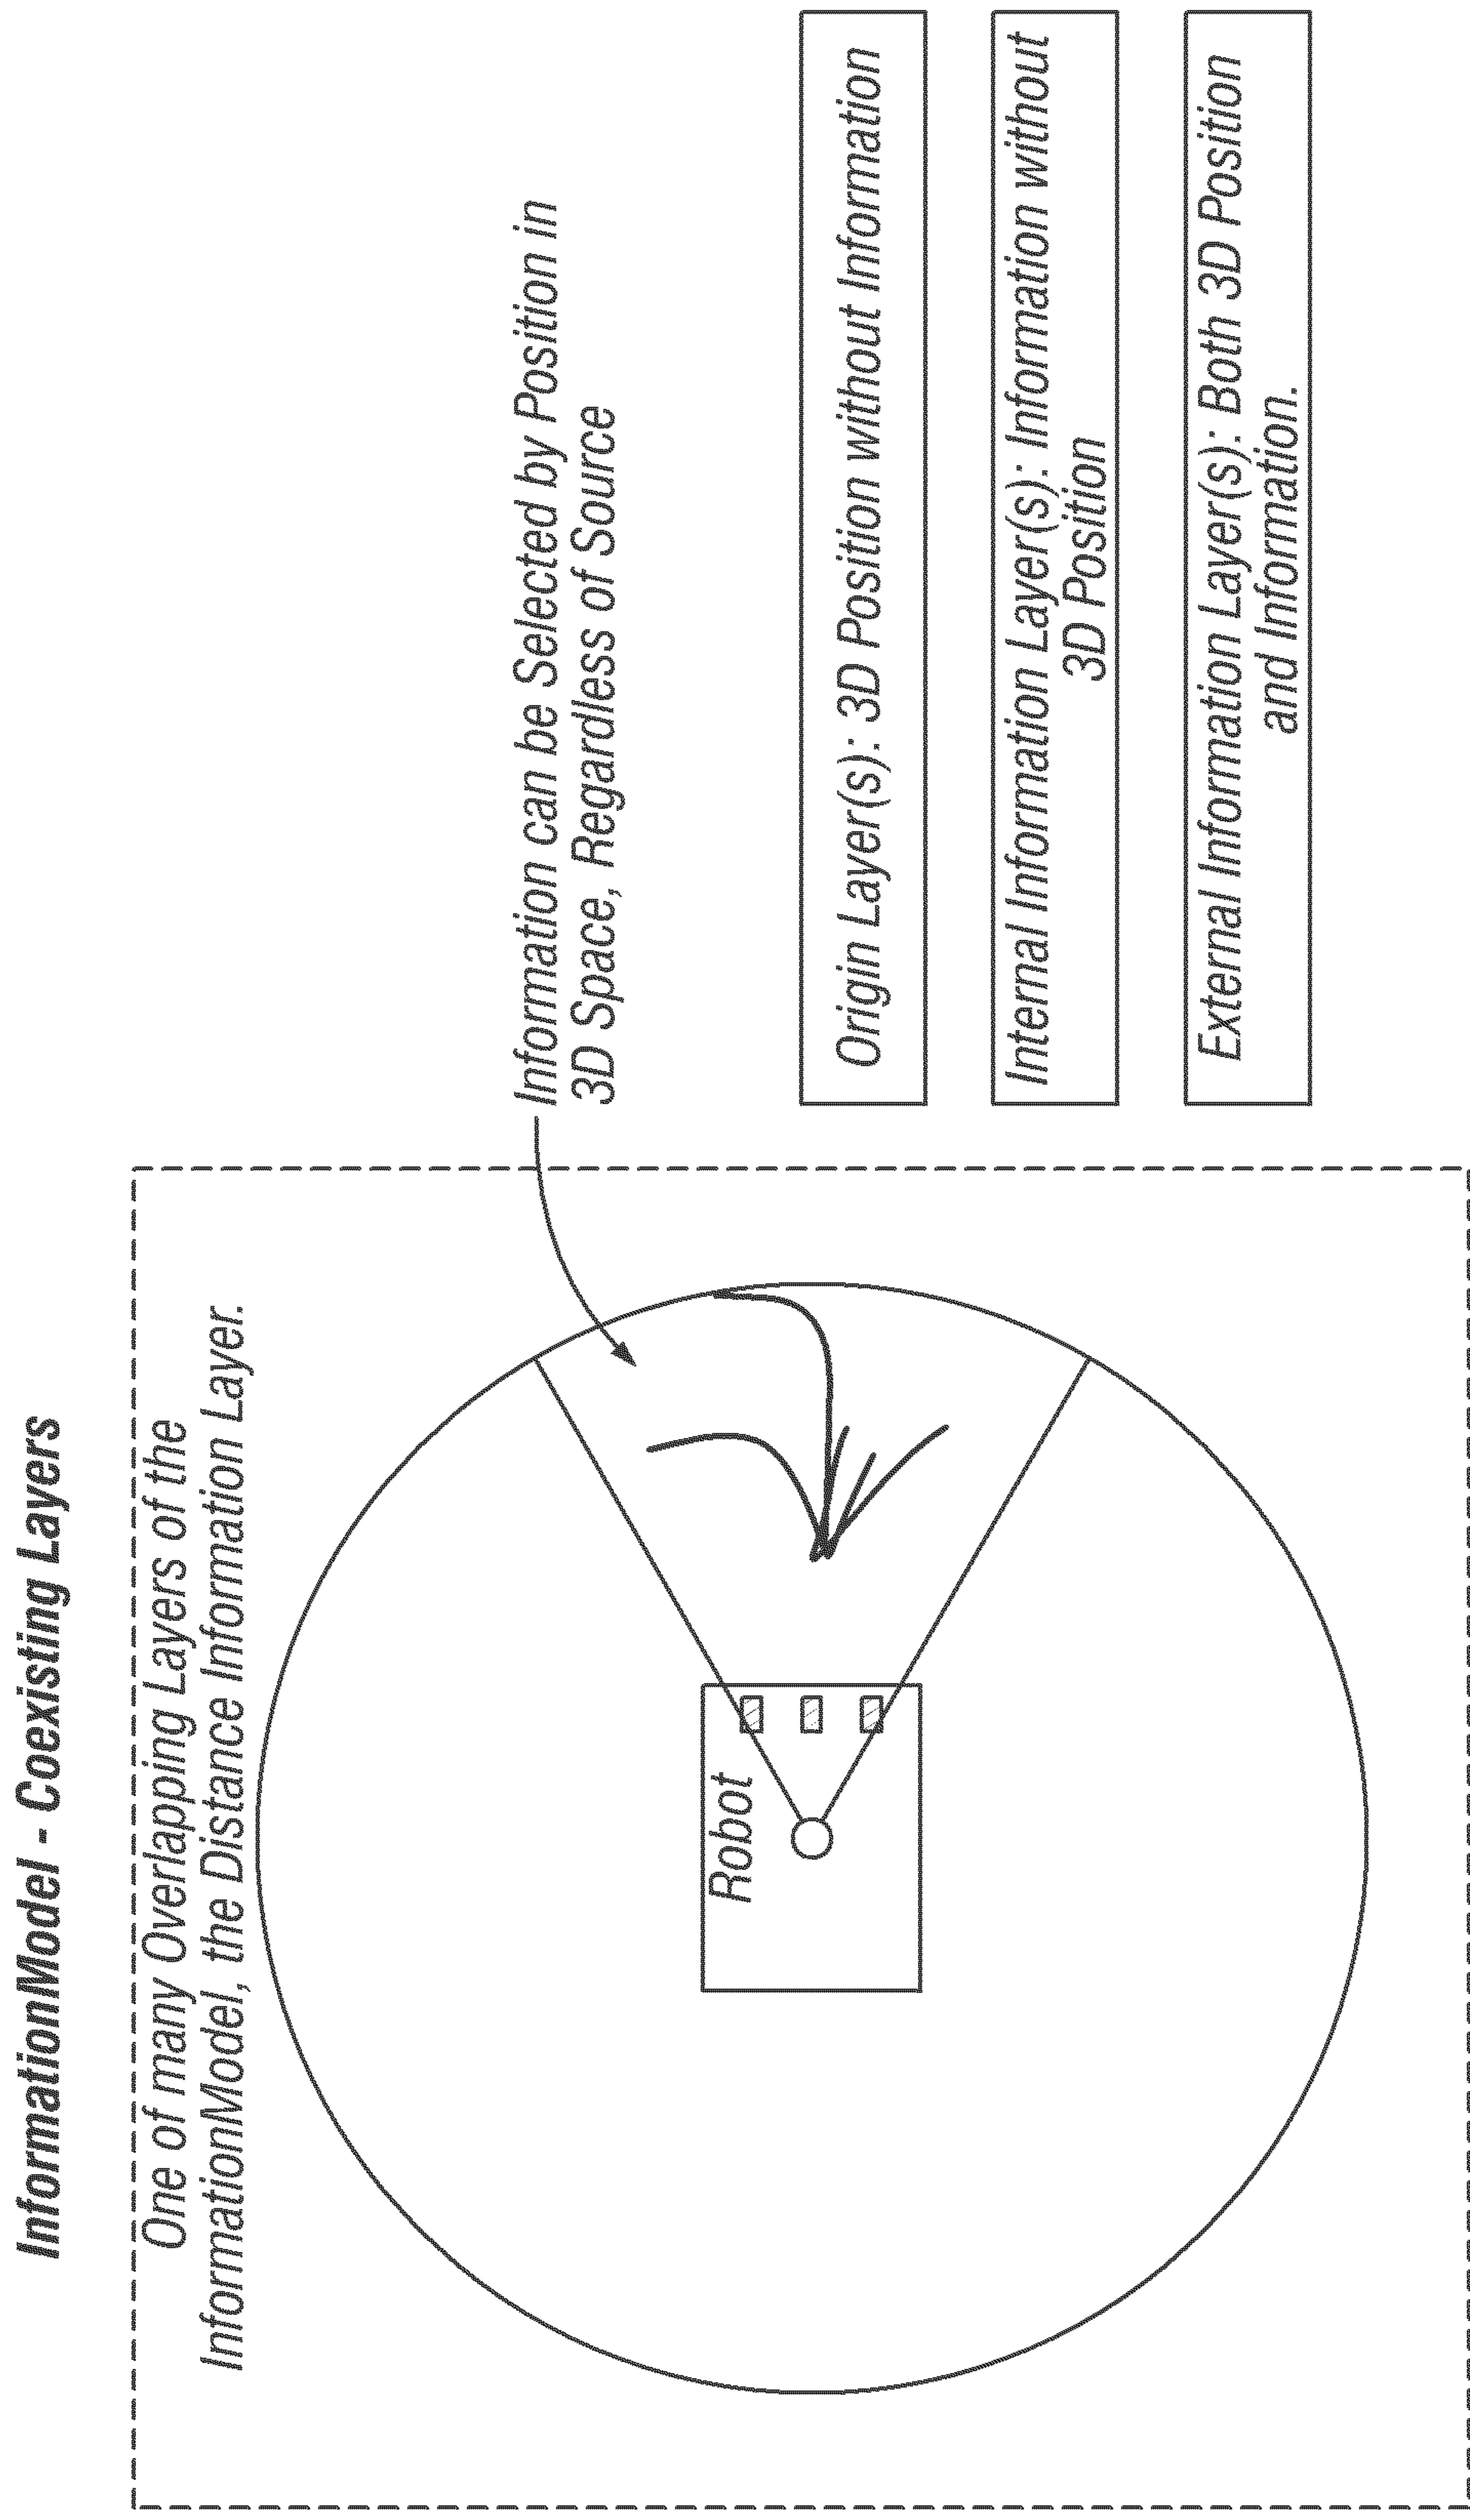 InformationModel - Coexisting Layers
One of many Overlapping Layers of the
InformationModel, the Distance Information Layer.
Robot
Information can be Selected by Position in
3D Space, Regardless of Source
Origin Layer(s): 3D Position without Information
Internal Information Layer(s): Information without
3D Position
External Information Layer(s): Both 3D Position
and Information.